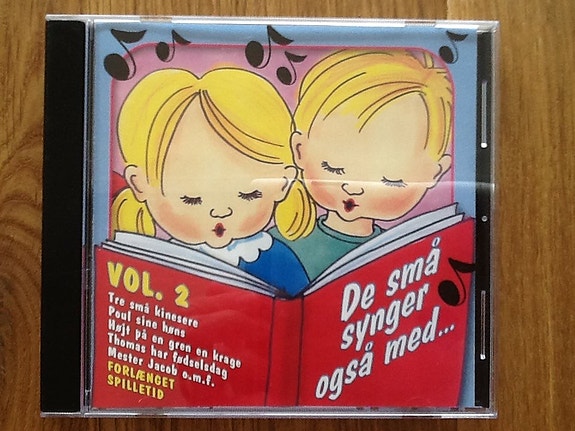 VOL. 2
Tre små kinesere
Poul sine høns
Højt på en gren en krage
Thomas har fødselsdag
Mester Jacob o.m.f.
FORLÆNGET
SPILLETID
De små
synger
også med...